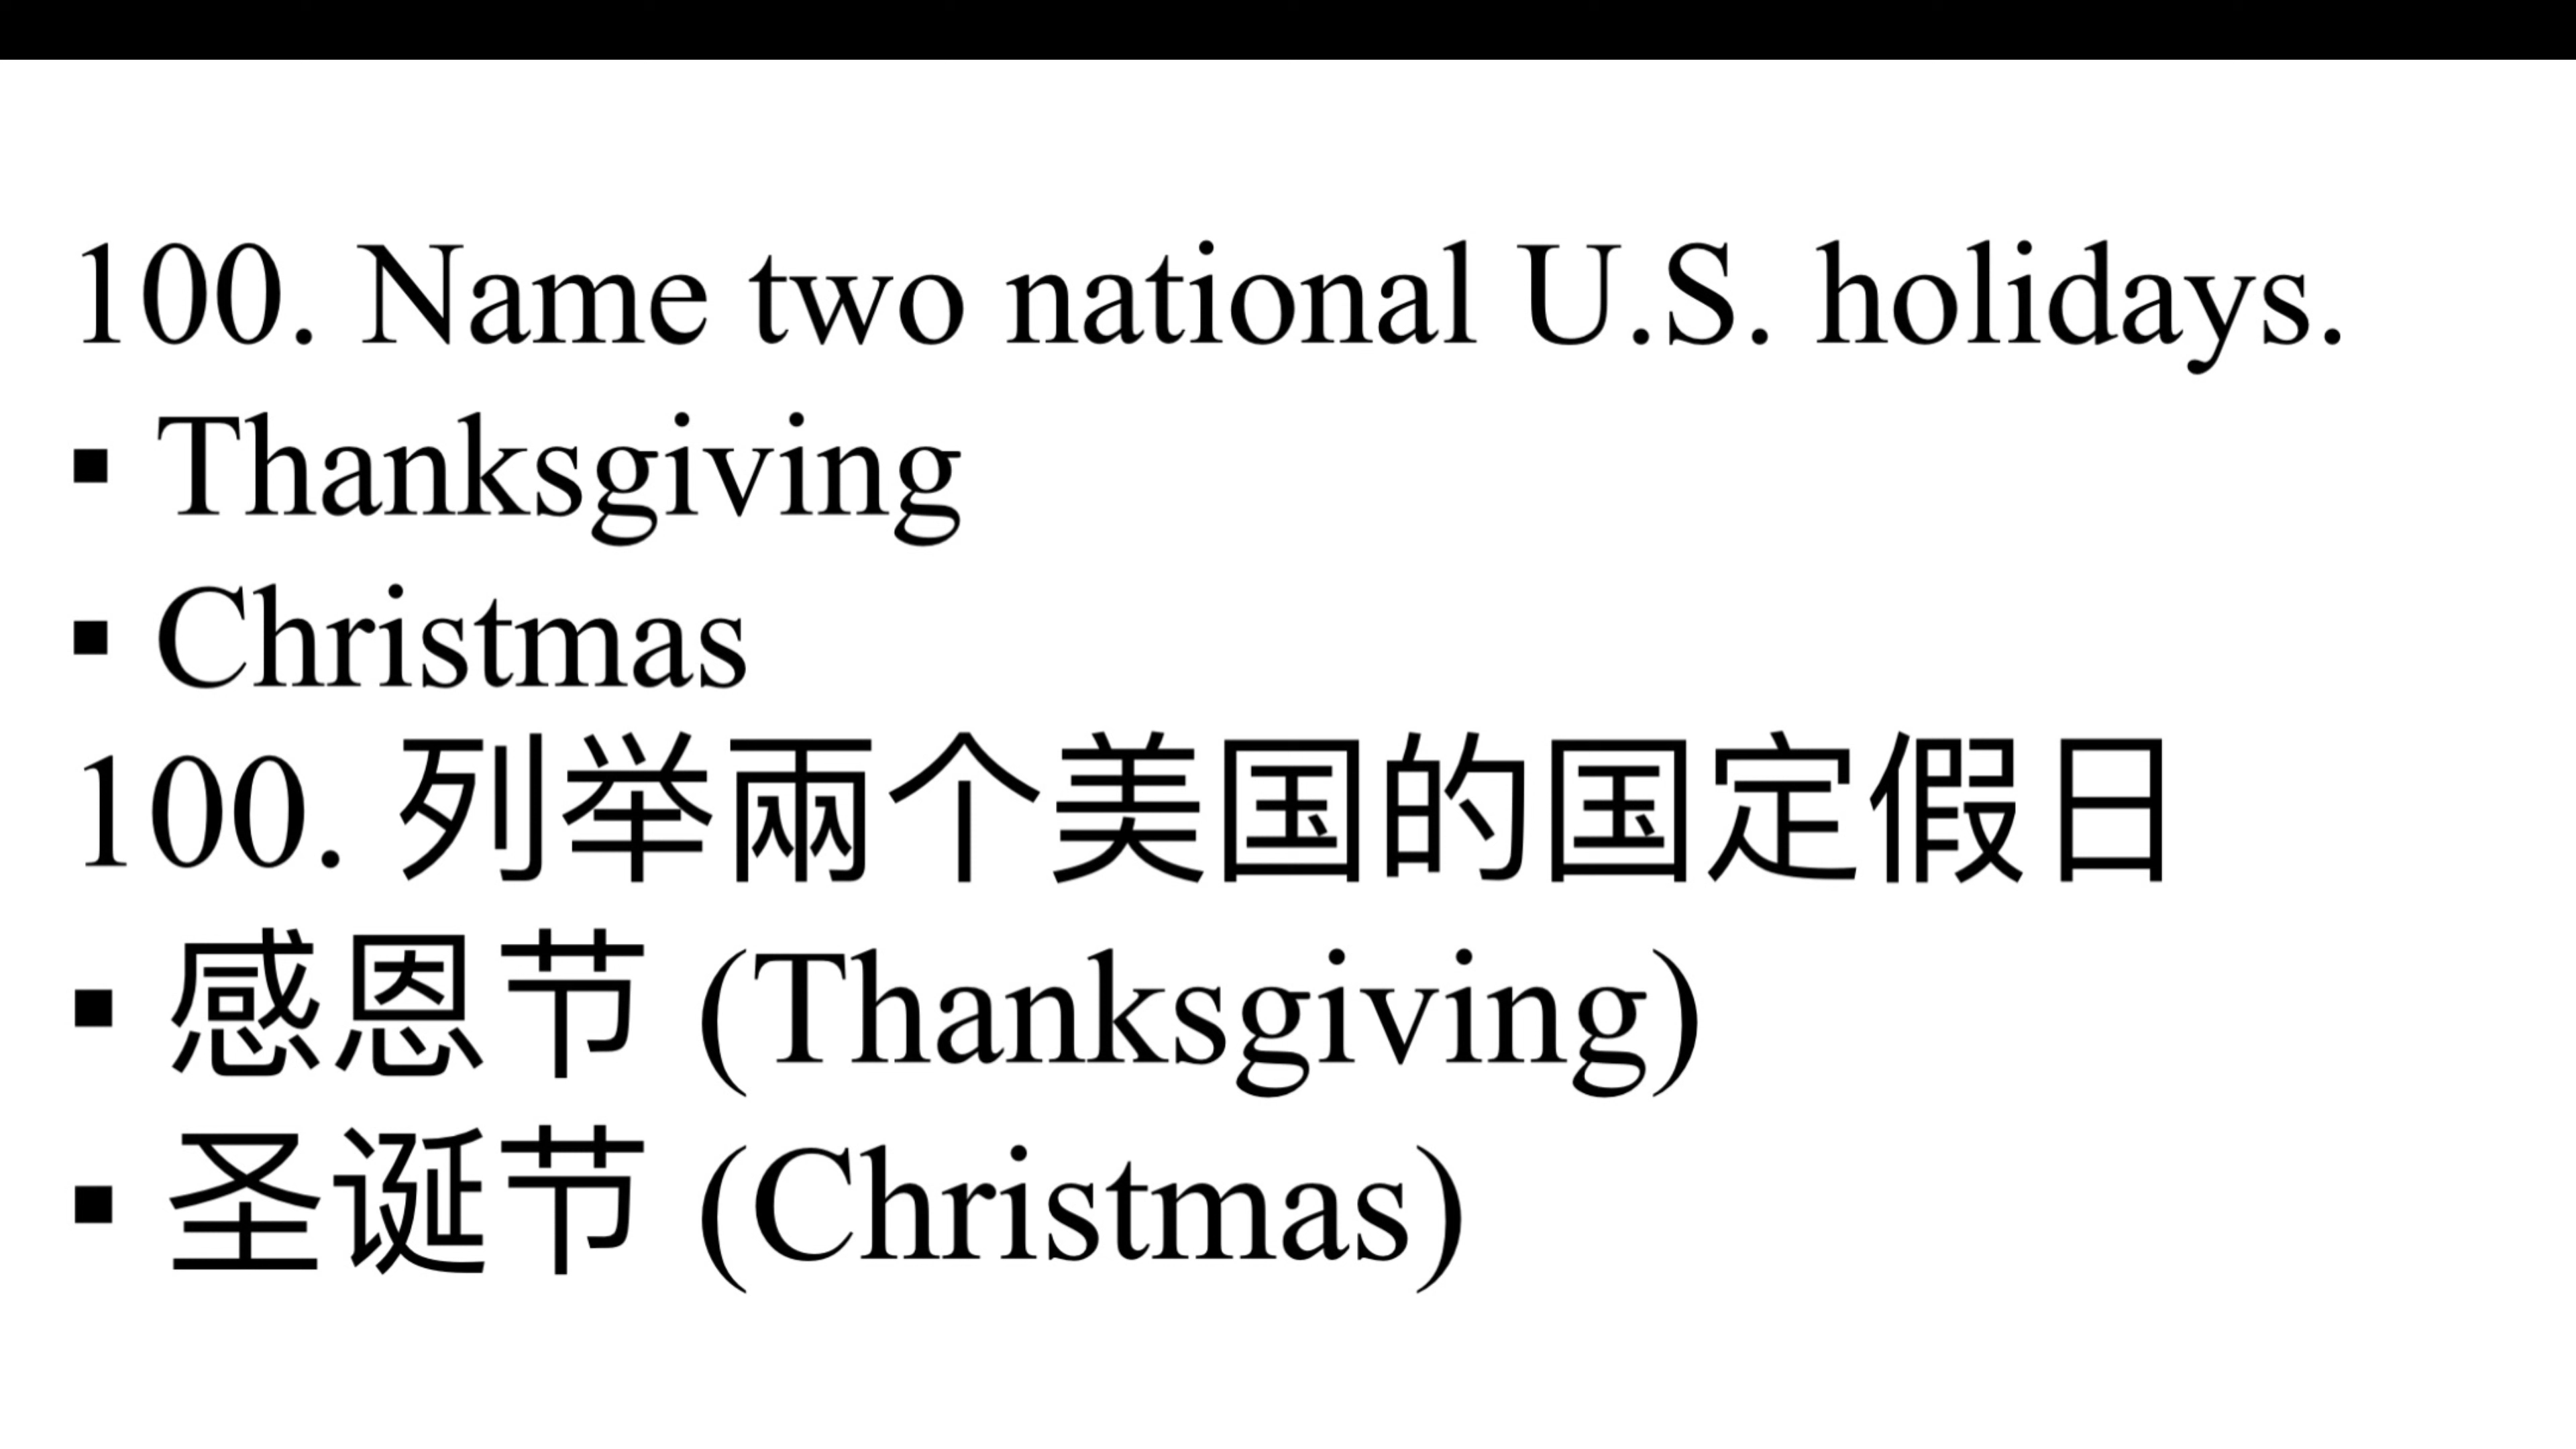 100. Name two national U.S. holidays.
▪ Thanksgiving
▪ Christmas
100. 列举兩个美国的国定假日
▪ 感恩节 (Thanksgiving)
▪ 圣诞节 (Christmas)